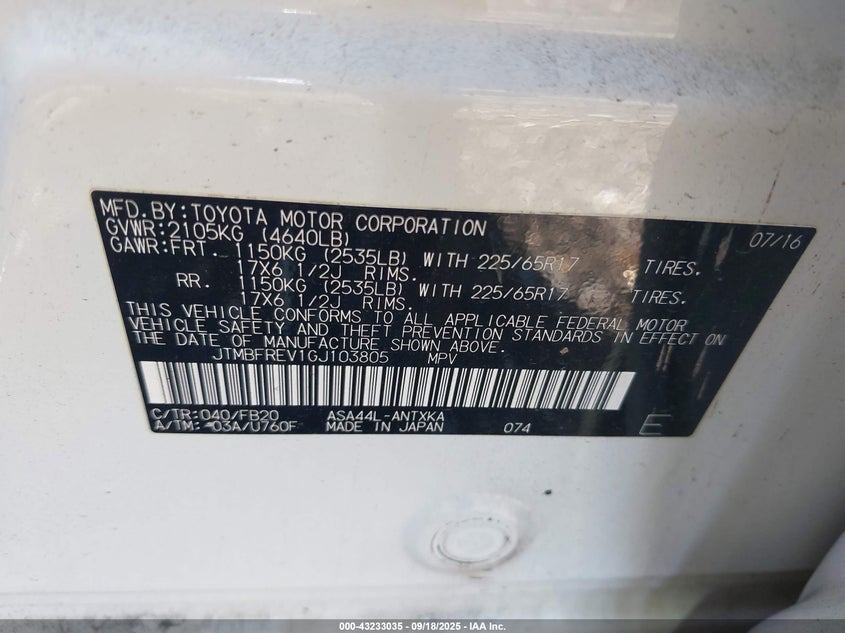 MFD.BY:TOYOTA MOTOR CORPORATION 07/16
GVWR:2105KG (4640LB)
GAWR:FRT. 1150KG (2535LB) WITH 225/65R17 TIRES.
17X6 1/2J RIMS.
RR. 1150KG (2535LB) WITH 225/65R17 TIRES.
17X6 1/2J RIMS.
THIS VEHICLE CONFORMS TO ALL APPLICABLE FEDERAL MOTOR
VEHICLE SAFETY AND THEFT PREVENTION STANDARDS IN EFFECT ON
THE DATE OF MANUFACTURE SHOWN ABOVE.
JTMBFREV1GJ103805 MPV
C/TR:040/FB20 ASA44L-ANTXKA
A/TM:-03A/U760F MADE IN JAPAN 074 E
000-43233035 - 09/18/2025 - IAA Inc.